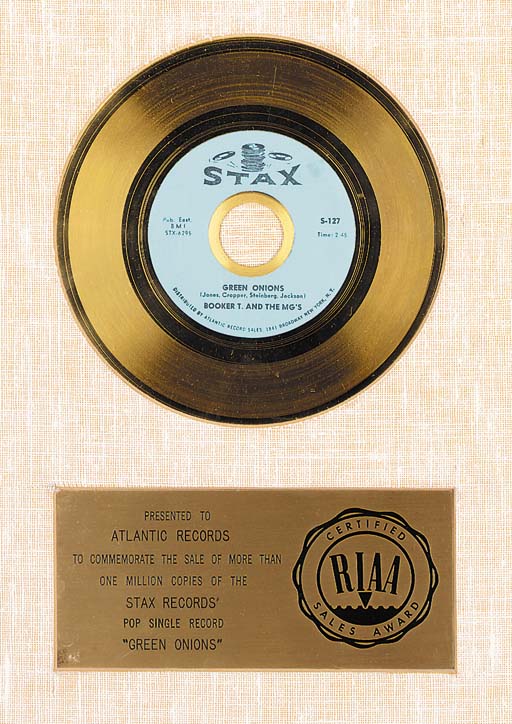 STAX
Pub. East.
BMI
STX-6295
S-127
Time: 2:45
GREEN ONIONS
(Jones, Cropper, Steinberg, Jackson)
BOOKER T. AND THE MG'S
DISTRIBUTED BY ATLANTIC RECORD SALES, 1841 BROADWAY NEW YORK, N.Y.
PRESENTED TO
ATLANTIC RECORDS
TO COMMEMORATE THE SALE OF MORE THAN
ONE MILLION COPIES OF THE
STAX RECORDS'
POP SINGLE RECORD
"GREEN ONIONS"
CERTIFIED
RIAA
SALES AWARD